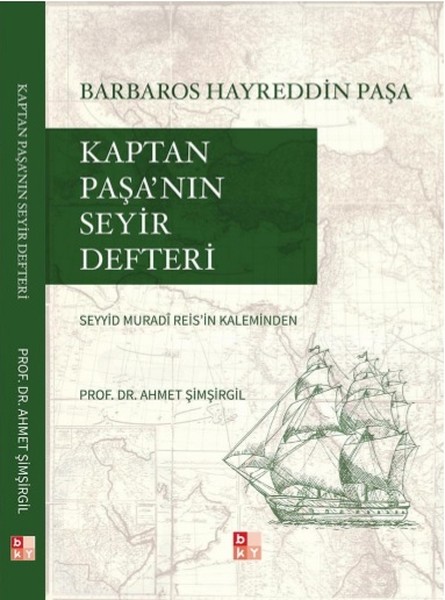 KAPTAN PAŞA'NIN SEYİR DEFTERİ
PROF. DR. AHMET ŞİMŞİRGİL
bky
BARBAROS HAYREDDİN PAŞA
KAPTAN
PAŞA'NIN
SEYİR
DEFTERİ
SEYYİD MURADÎ REİS'İN KALEMİNDEN
PROF. DR. AHMET ŞİMŞİRGİL
bky